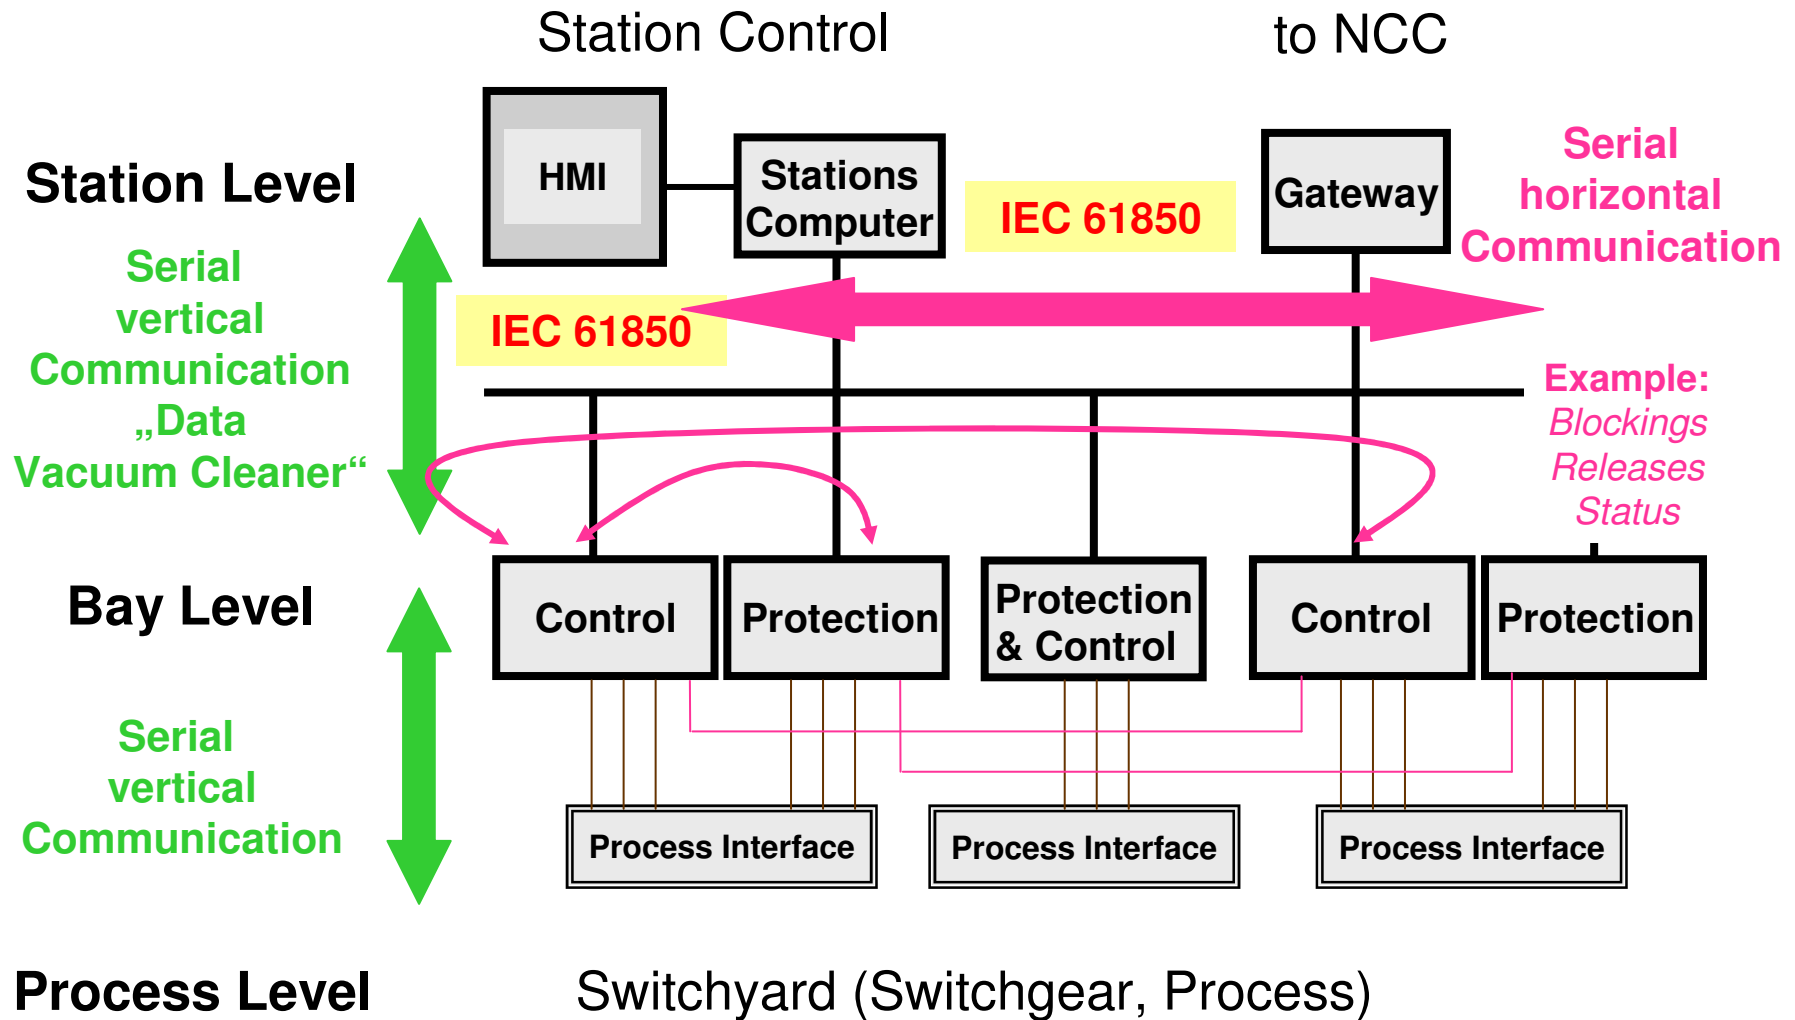 Station Control
to NCC
Station Level
HMI
Stations
Computer
IEC 61850
Gateway
Serial
horizontal
Communication
Serial
vertical
Communication
„Data
Vacuum Cleaner“
IEC 61850
Example:
Blockings
Releases
Status
Bay Level
Control
Protection
Protection
& Control
Control
Protection
Serial
vertical
Communication
Process Interface
Process Interface
Process Interface
Process Level
Switchyard (Switchgear, Process)